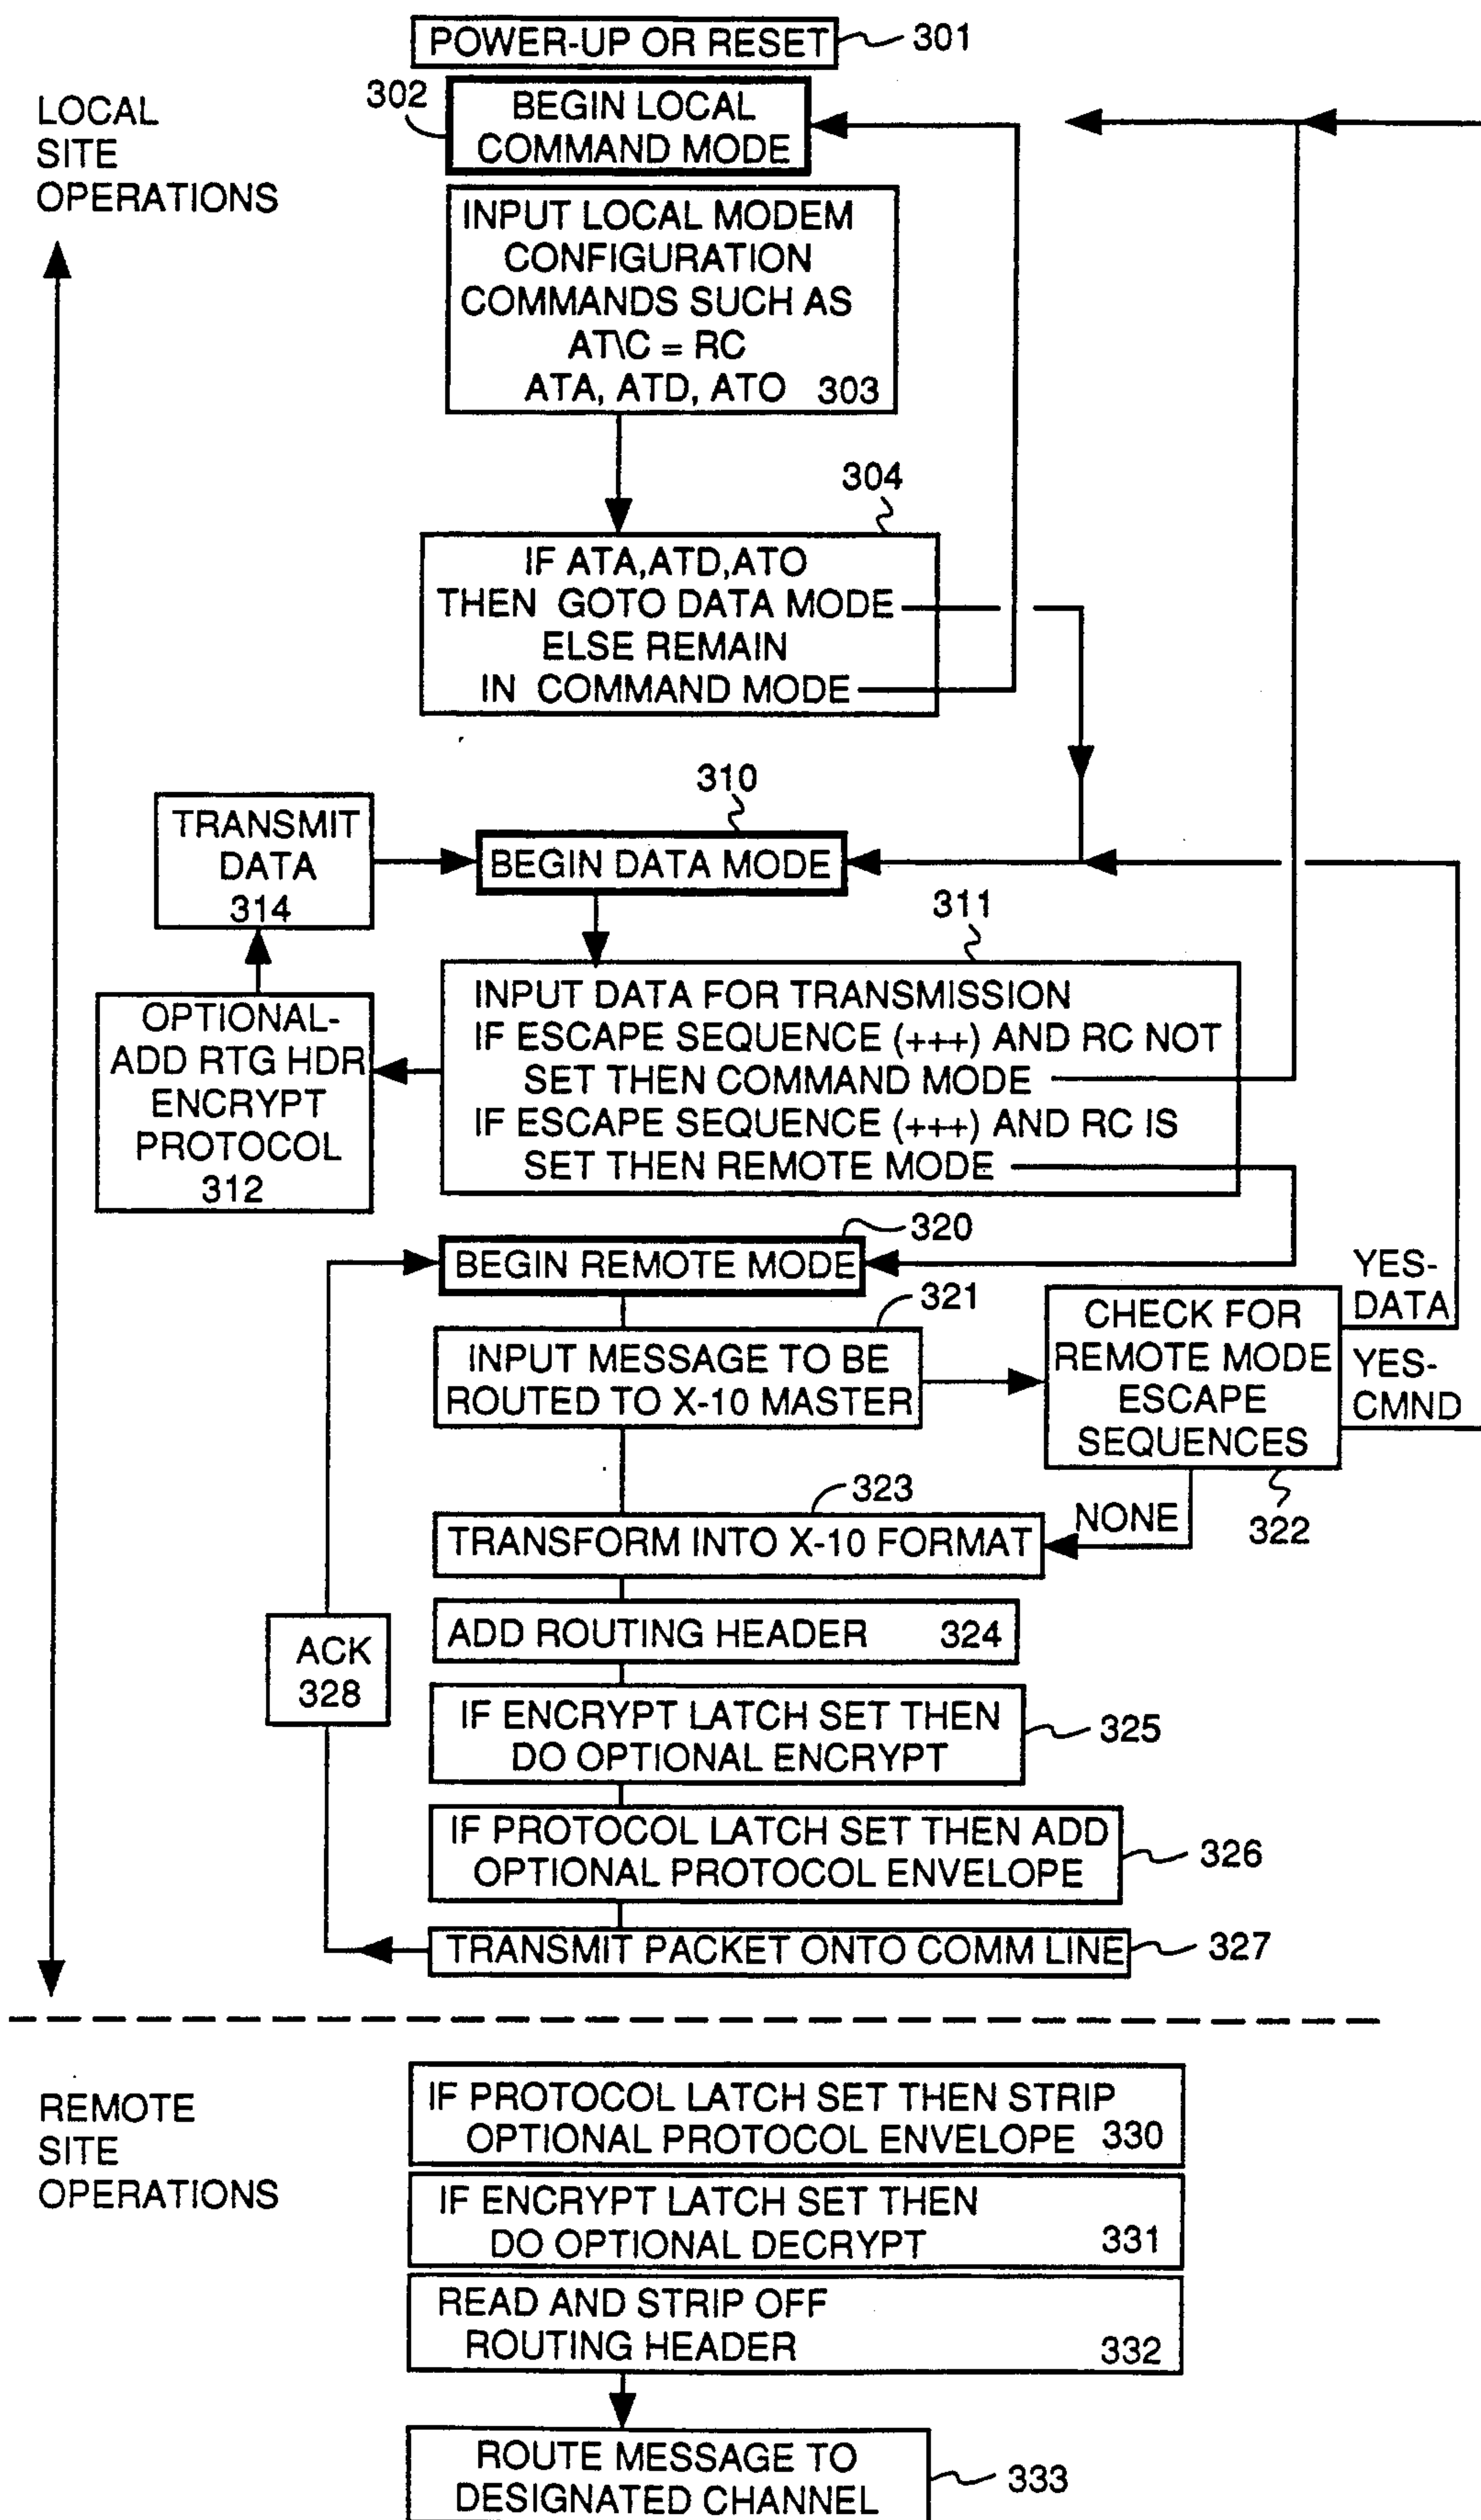 POWER-UP OR RESET
301
LOCAL
SITE
OPERATIONS
302
BEGIN LOCAL
COMMAND MODE
INPUT LOCAL MODEM
CONFIGURATION
COMMANDS SUCH AS
AT\C = RC
ATA, ATD, ATO 303
304
IF ATA,ATD,ATO
THEN GOTO DATA MODE
ELSE REMAIN
IN COMMAND MODE
310
TRANSMIT
DATA
314
BEGIN DATA MODE
311
INPUT DATA FOR TRANSMISSION
IF ESCAPE SEQUENCE (+++) AND RC NOT
SET THEN COMMAND MODE
IF ESCAPE SEQUENCE (+++) AND RC IS
SET THEN REMOTE MODE
OPTIONAL-
ADD RTG HDR
ENCRYPT
PROTOCOL
312
320
BEGIN REMOTE MODE
321
INPUT MESSAGE TO BE
ROUTED TO X-10 MASTER
CHECK FOR
REMOTE MODE
ESCAPE
SEQUENCES
YES-
DATA
YES-
CMND
322
NONE
323
TRANSFORM INTO X-10 FORMAT
ADD ROUTING HEADER 324
ACK
328
IF ENCRYPT LATCH SET THEN
DO OPTIONAL ENCRYPT
325
IF PROTOCOL LATCH SET THEN ADD
OPTIONAL PROTOCOL ENVELOPE
326
TRANSMIT PACKET ONTO COMM LINE
327
REMOTE
SITE
OPERATIONS
IF PROTOCOL LATCH SET THEN STRIP
OPTIONAL PROTOCOL ENVELOPE 330
IF ENCRYPT LATCH SET THEN
DO OPTIONAL DECRYPT 331
READ AND STRIP OFF
ROUTING HEADER 332
ROUTE MESSAGE TO
DESIGNATED CHANNEL
333